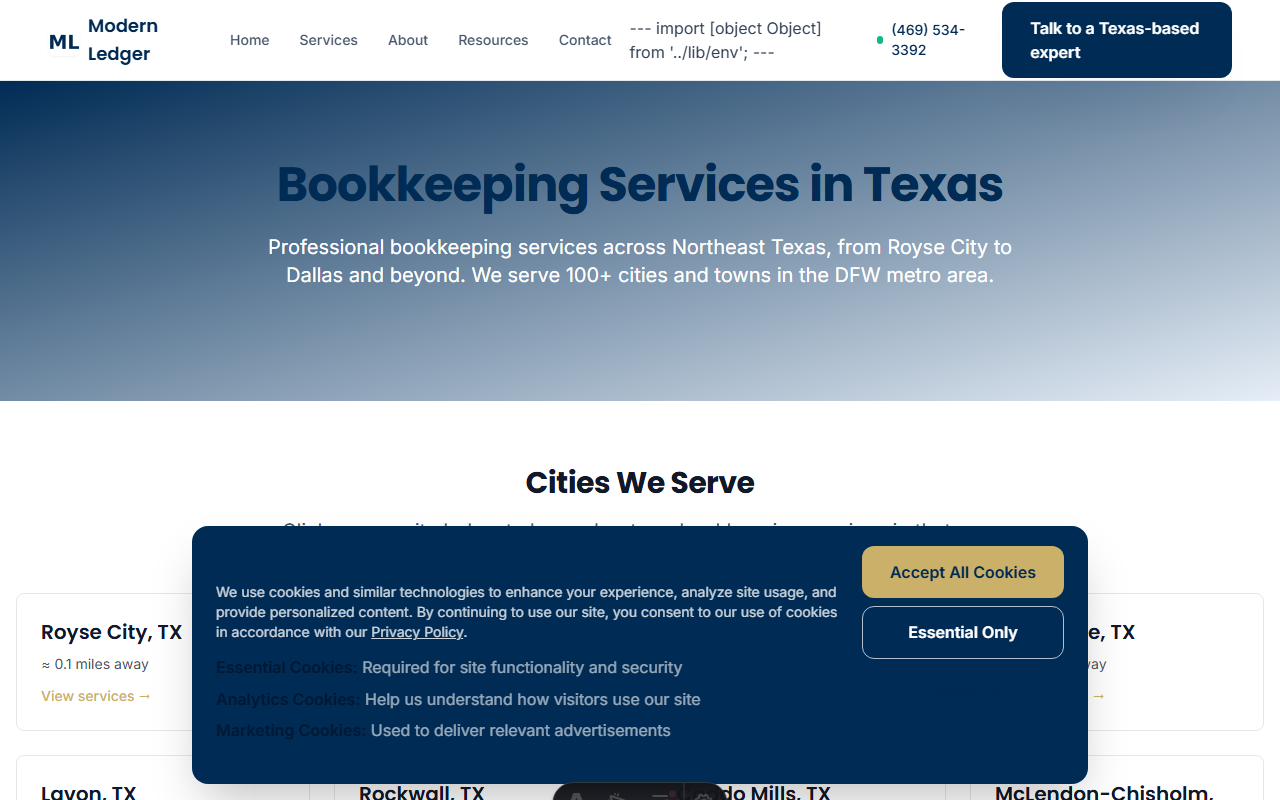 ML
Modern
Ledger
Home
Services
About
Resources
Contact
--- import [object Object]
from '../lib/env'; ---
(469) 534-
3392
Talk to a Texas-based
expert
Bookkeeping Services in Texas
Professional bookkeeping services across Northeast Texas, from Royse City to
Dallas and beyond. We serve 100+ cities and towns in the DFW metro area.
Cities We Serve
Royse City, TX
≈ 0.1 miles away
View services →
e, TX
way
→
We use cookies and similar technologies to enhance your experience, analyze site usage, and
provide personalized content. By continuing to use our site, you consent to our use of cookies
in accordance with our Privacy Policy.
Essential Cookies: Required for site functionality and security
Analytics Cookies: Help us understand how visitors use our site
Marketing Cookies: Used to deliver relevant advertisements
Accept All Cookies
Essential Only
Lavon, TX
Rockwall, TX
do Mills, TX
McLendon-Chisholm,